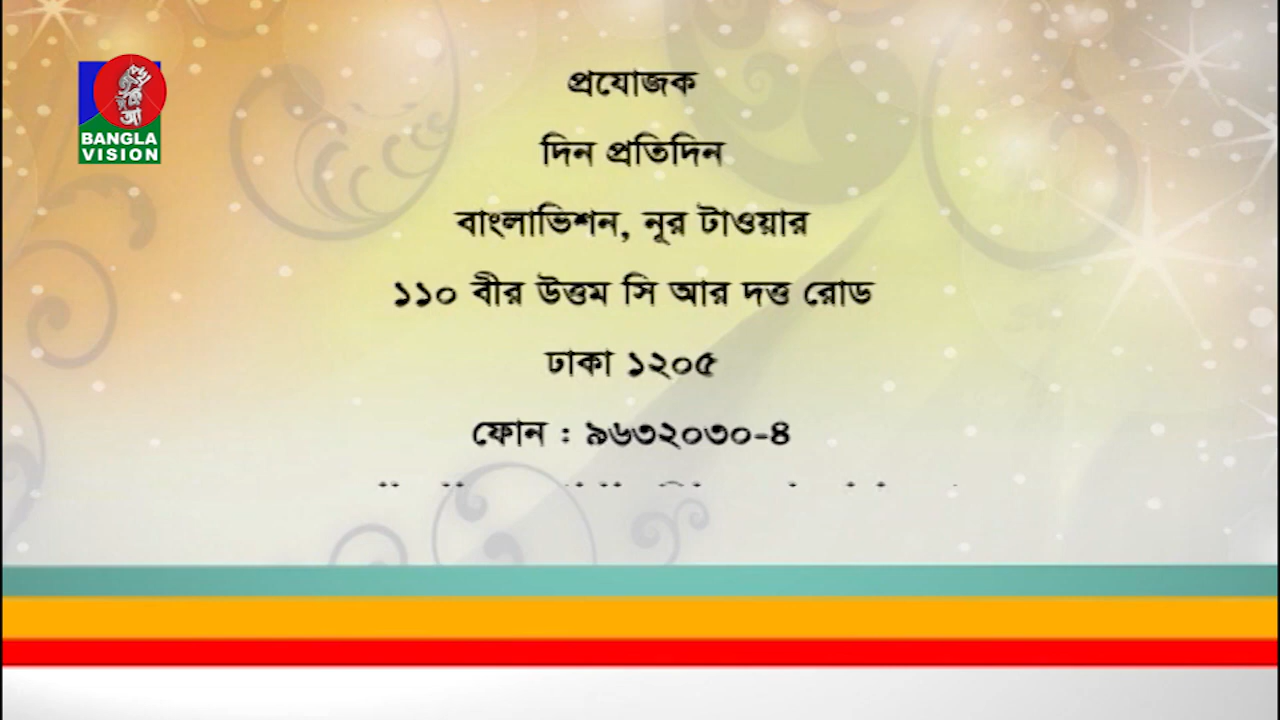 BANGLA
VISION
প্রযোজক
দিন প্রতিদিন
বাংলাভিশন, নূর টাওয়ার
১১০ বীর উত্তম সি আর দত্ত রোড
ঢাকা ১২০৫
ফোন : ৯৬৩২০৩০-৪